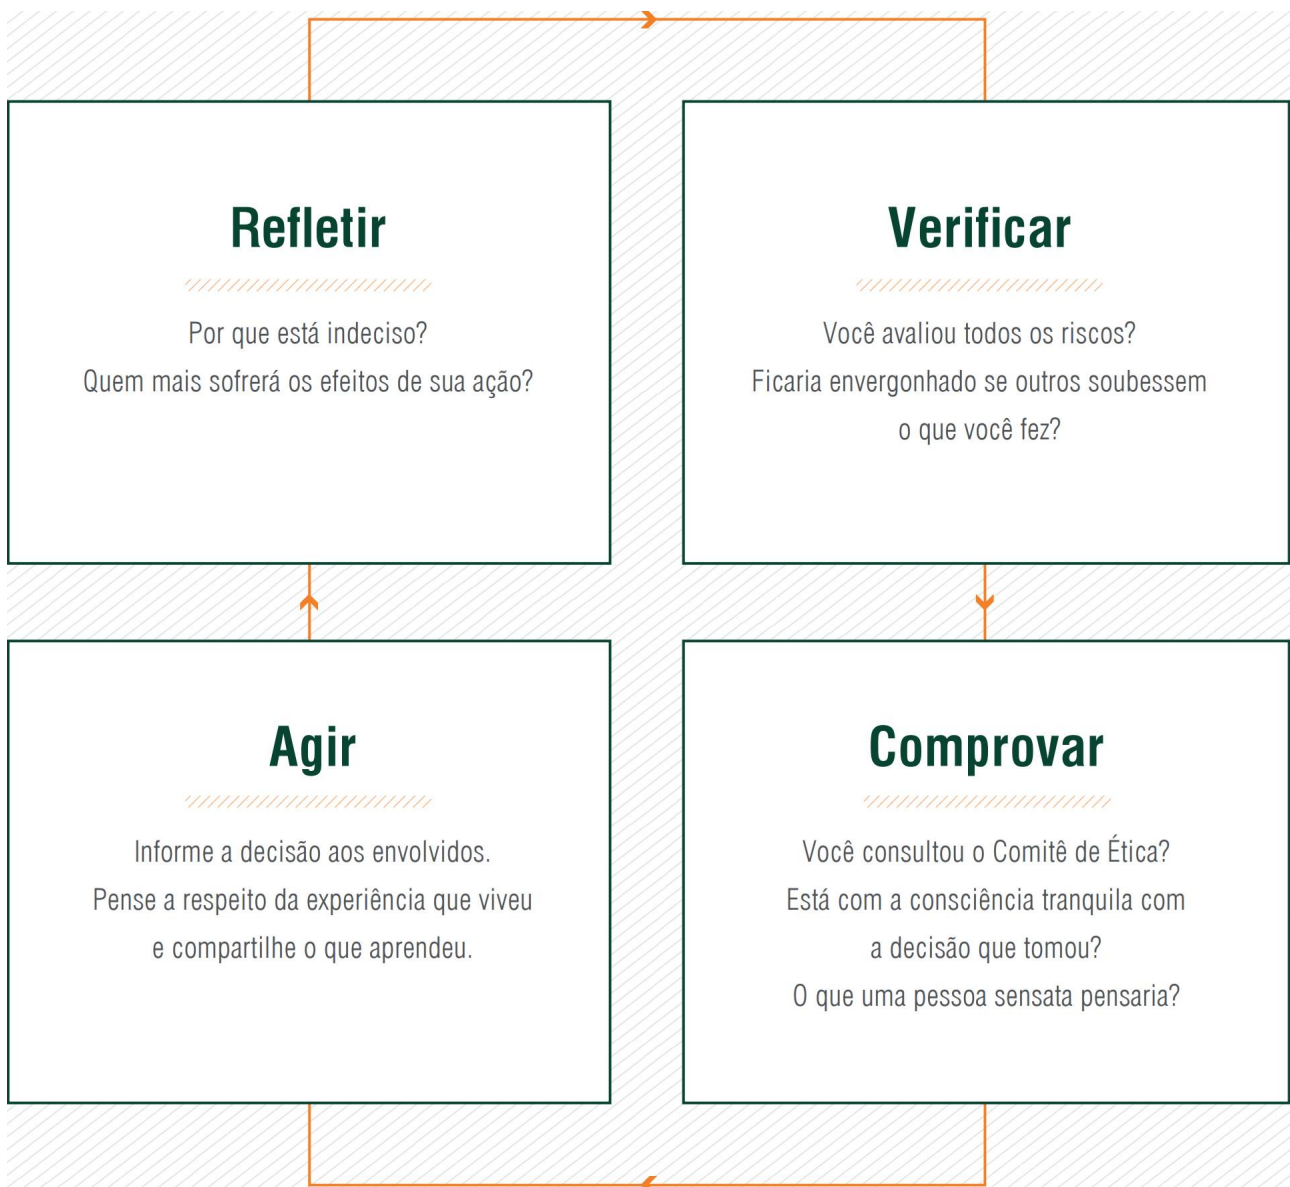 Refletir
Por que está indeciso?
Quem mais sofrerá os efeitos de sua ação?
Verificar
Você avaliou todos os riscos?
Ficaria envergonhado se outros soubessem
o que você fez?
Agir
Informe a decisão aos envolvidos.
Pense a respeito da experiência que viveu
e compartilhe o que aprendeu.
Comprovar
Você consultou o Comitê de Ética?
Está com a consciência tranquila com
a decisão que tomou?
O que uma pessoa sensata pensaria?